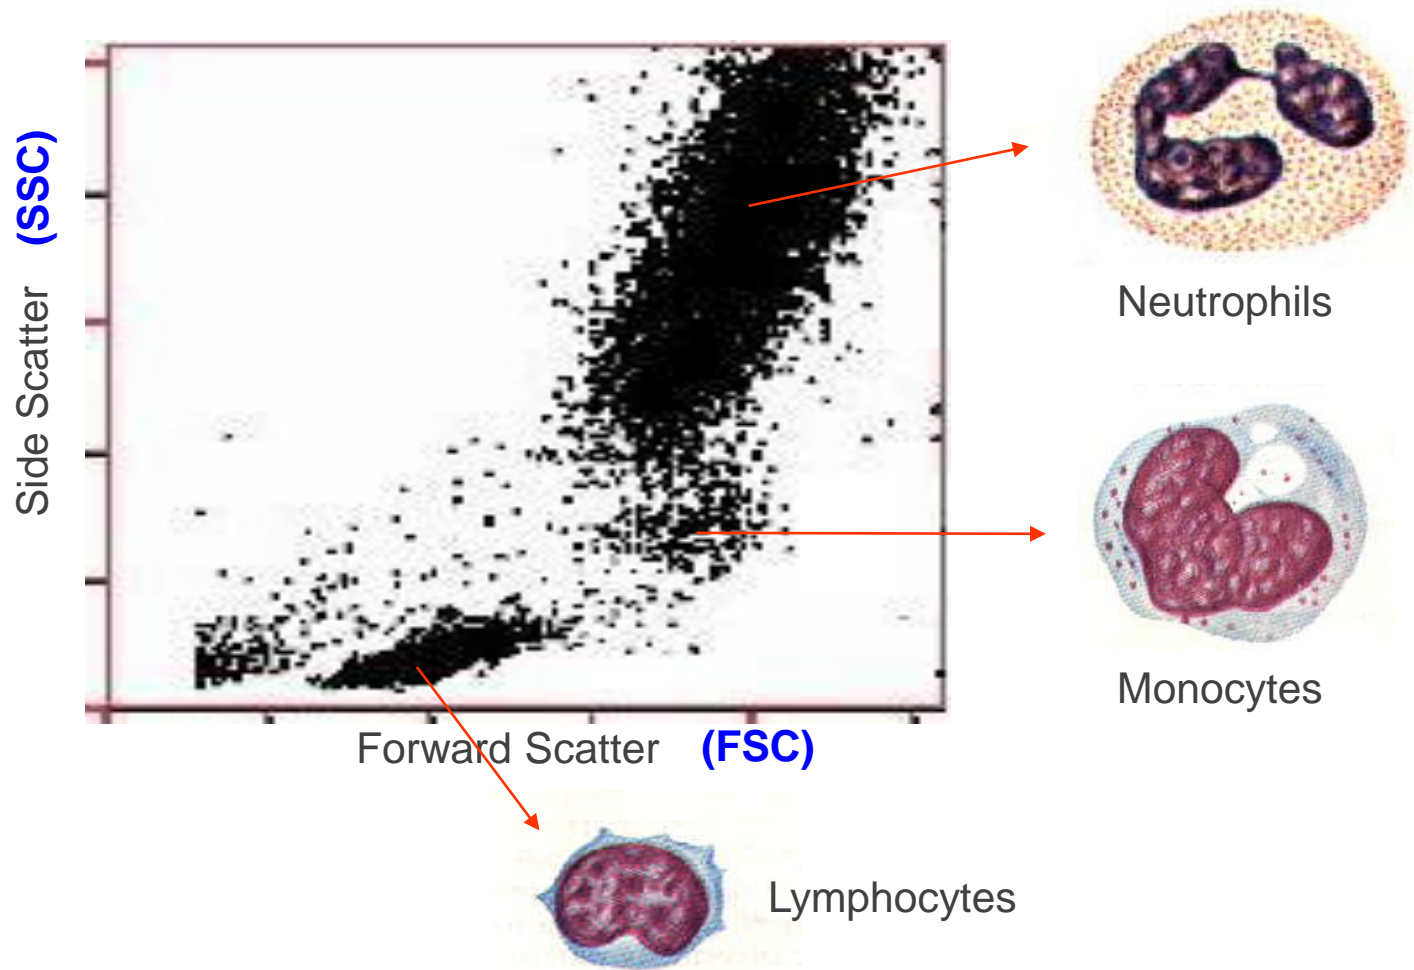 Side Scatter (SSC)
Neutrophils
Monocytes
Forward Scatter (FSC)
Lymphocytes